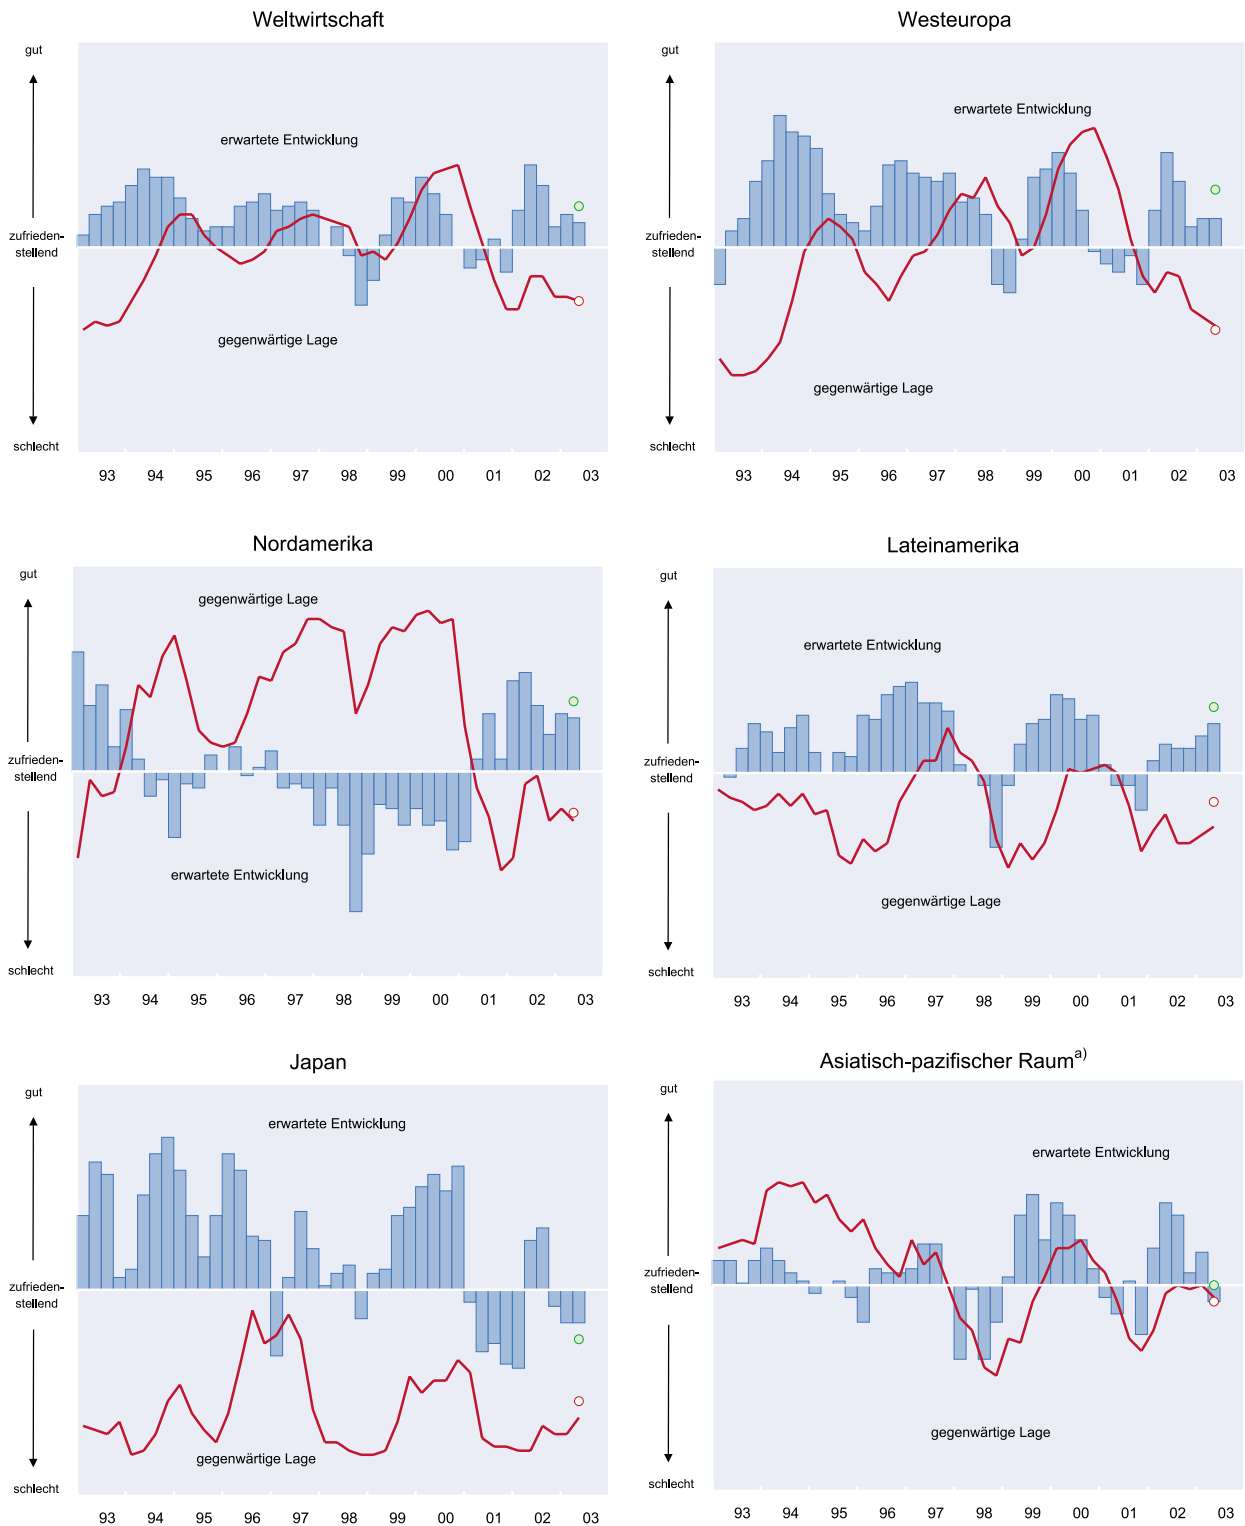 Weltwirtschaft
gut
zufrieden-
stellend
schlecht
erwartete Entwicklung
gegenwärtige Lage
93 94 95 96 97 98 99 00 01 02 03
Westeuropa
gut
zufrieden-
stellend
schlecht
erwartete Entwicklung
gegenwärtige Lage
93 94 95 96 97 98 99 00 01 02 03
Nordamerika
gut
zufrieden-
stellend
schlecht
gegenwärtige Lage
erwartete Entwicklung
93 94 95 96 97 98 99 00 01 02 03
Lateinamerika
gut
zufrieden-
stellend
schlecht
erwartete Entwicklung
gegenwärtige Lage
93 94 95 96 97 98 99 00 01 02 03
Japan
gut
zufrieden-
stellend
schlecht
erwartete Entwicklung
gegenwärtige Lage
93 94 95 96 97 98 99 00 01 02 03
Asiatisch-pazifischer Raum a)
gut
zufrieden-
stellend
schlecht
erwartete Entwicklung
gegenwärtige Lage
93 94 95 96 97 98 99 00 01 02 03